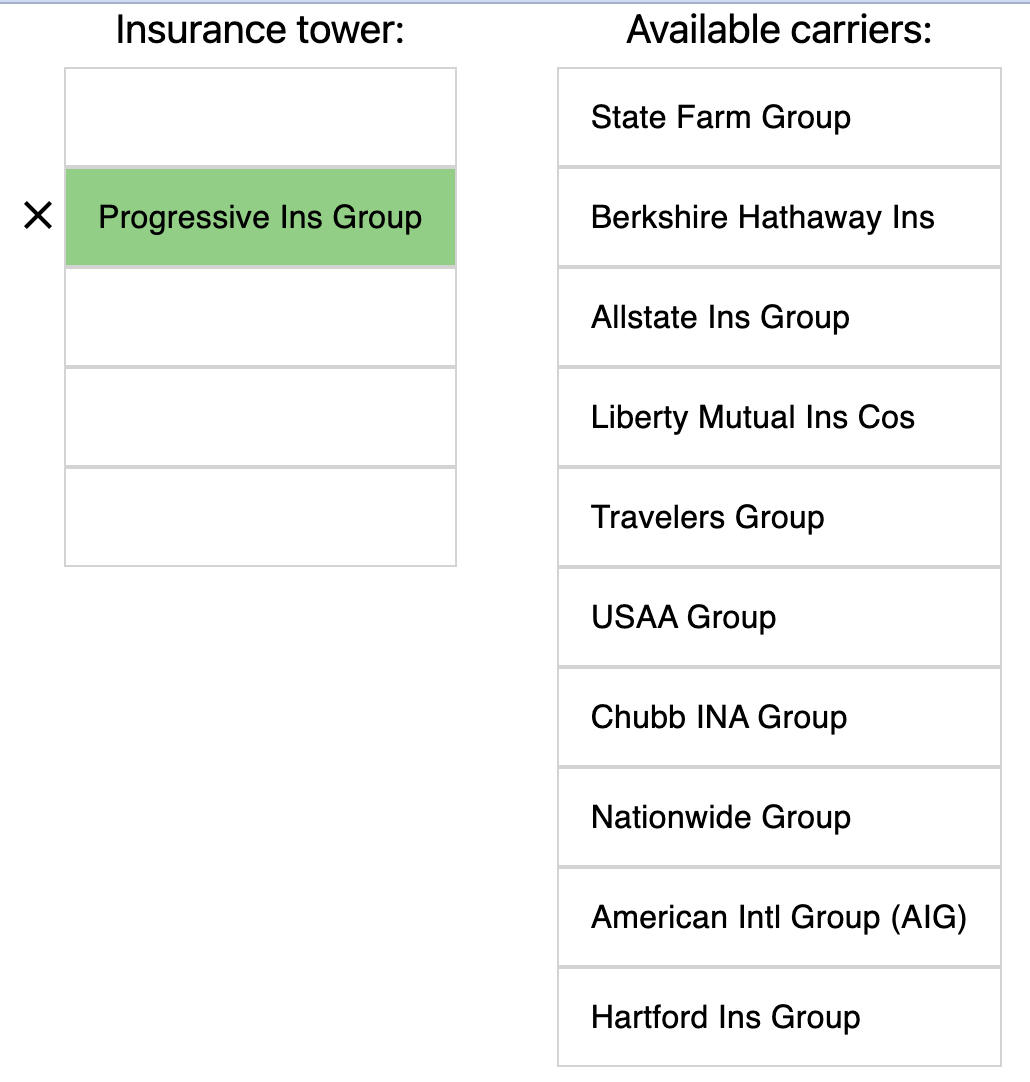 Insurance tower:
Progressive Ins Group
Available carriers:
State Farm Group
Berkshire Hathaway Ins
Allstate Ins Group
Liberty Mutual Ins Cos
Travelers Group
USAA Group
Chubb INA Group
Nationwide Group
American Intl Group (AIG)
Hartford Ins Group